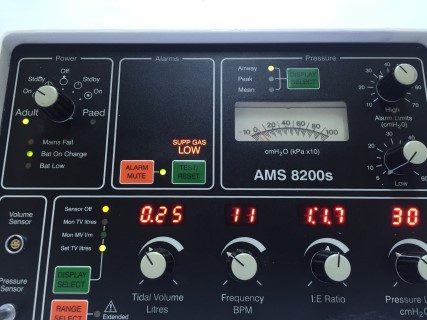 Power
Alarms
Pressure
Off
Stdby
Stdby
On
On
Adult
Paed
Mains Fail
Bat On Charge
Bat Low
SUPP GAS
LOW
ALARM
MUTE
TEST/
RESET
Airway
Peak
Mean
DISPLAY
SELECT
-10 0 20 40 60 80 100
cmH2O (kPa x10)
AMS 8200s
High
Alarm Limits
(cmH2O)
Low
60
Volume
Sensor
Pressure
Sensor
Sensor Off
Mon TV litres
Mon MV l/m
Set TV litres
DISPLAY
SELECT
RANGE
SELECT
Extended
0.25
11
1:1.7
30
Tidal Volume
Litres
Frequency
BPM
I:E Ratio
Pressure
cmH2O